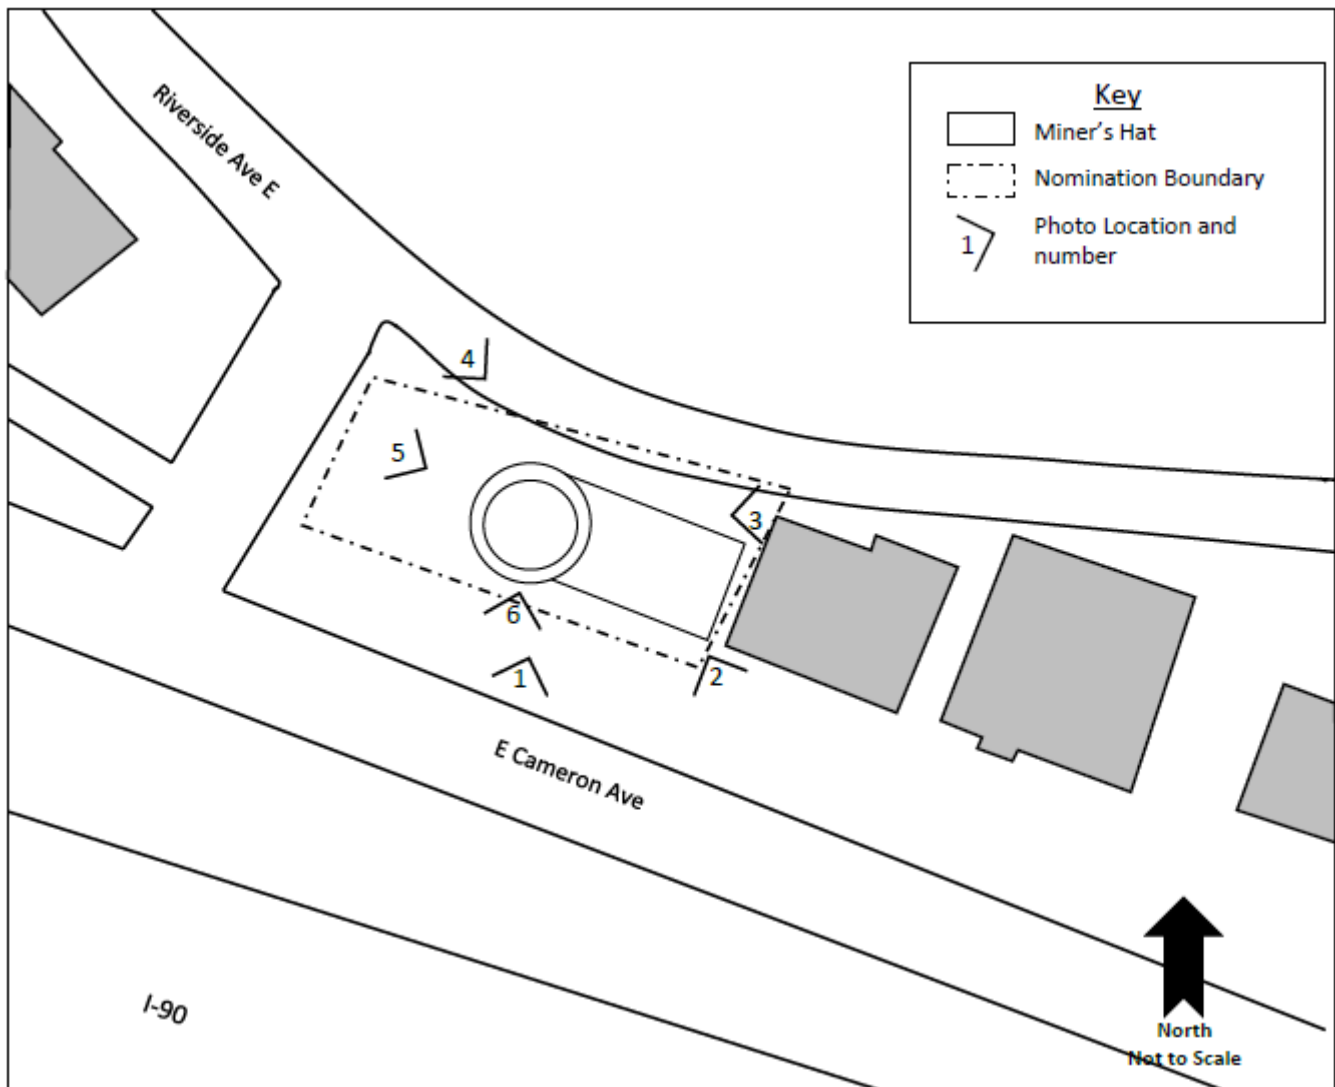 Riverside Ave E
Key
Miner's Hat
Nomination Boundary
1
Photo Location and
number
4
5
3
6
1
2
E Cameron Ave
I-90
North
Not to Scale